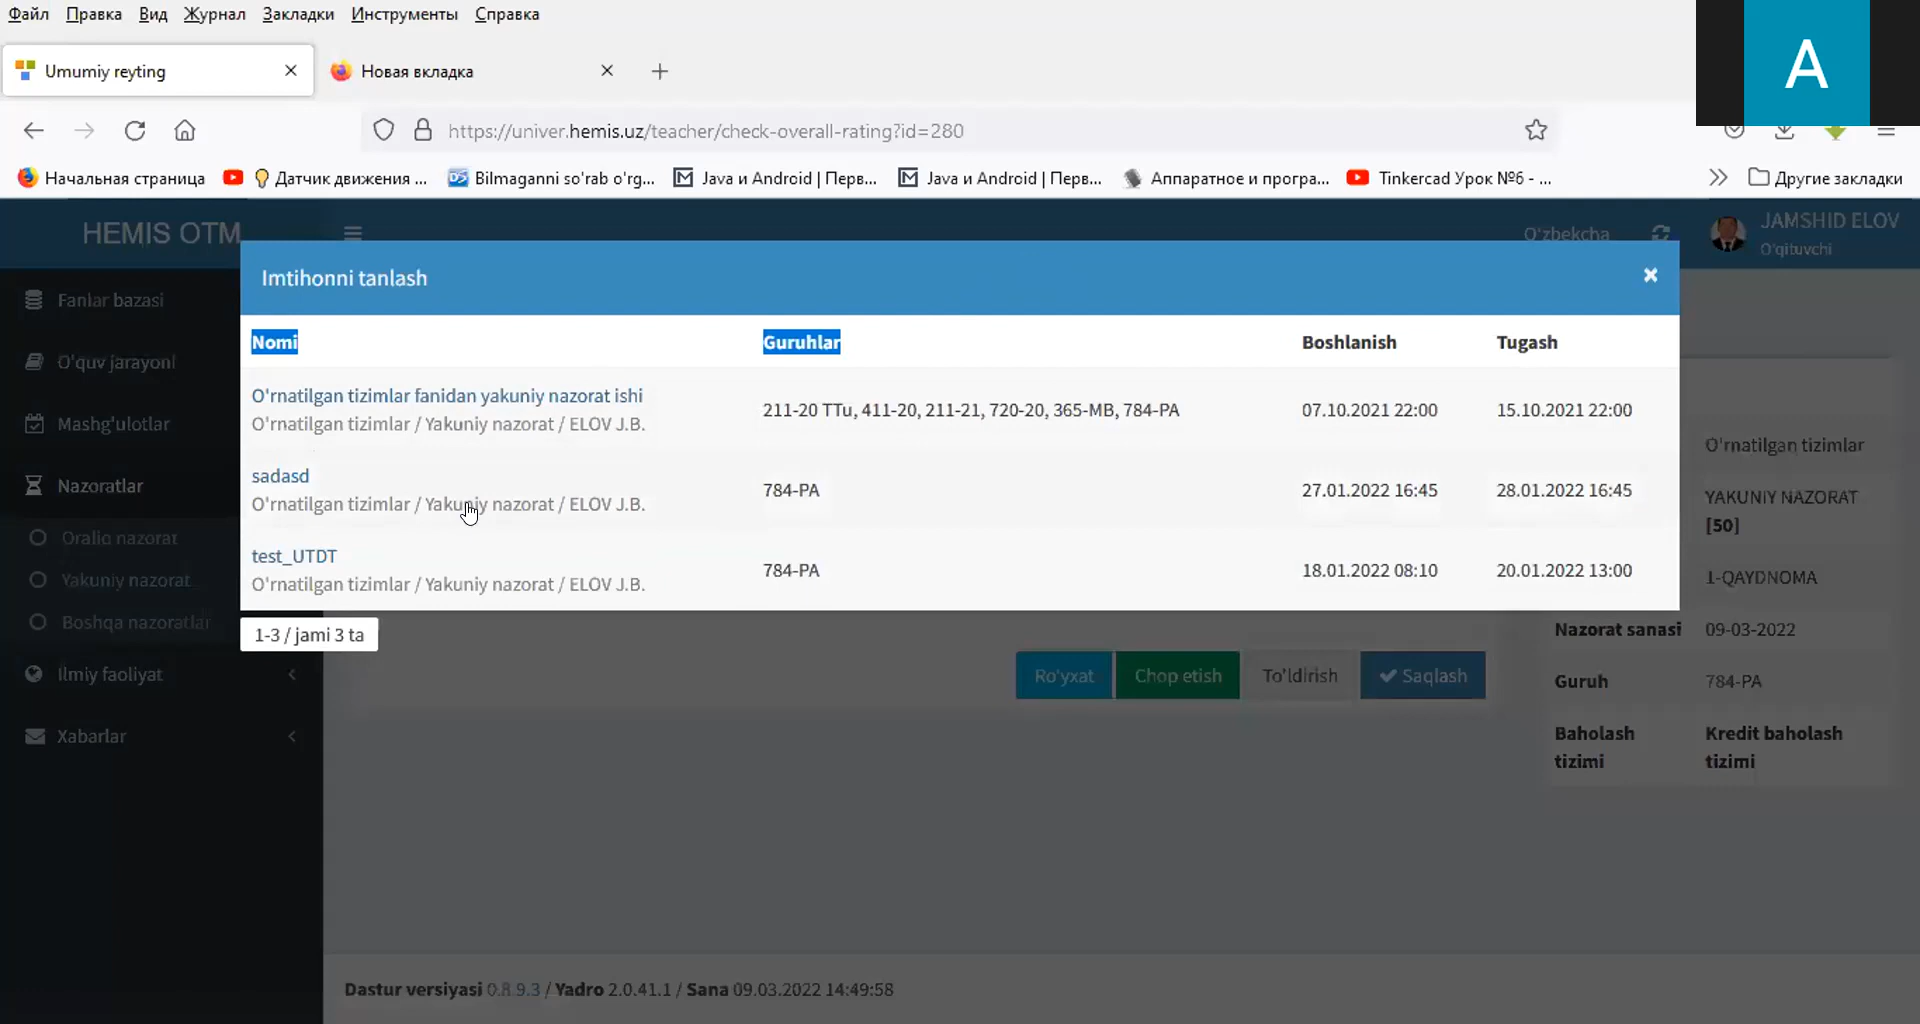 Файл Правка Вид Журнал Закладки Инструменты Справка
Umumiy reyting
Новая вкладка
A
https://univer.hemis.uz/teacher/check-overall-rating?id=280
Начальная страница
Датчик движения ...
Bilmaganni so'rab o'rg...
Java и Android | Перв...
Java и Android | Перв...
Аппаратное и програ...
Tinkercad Урок №6 - ...
Другие закладки
HEMIS OTM
O'zbekcha
JAMSHID ELOV
O'qituvchi
Fanlar bazasi
O'quv jarayoni
Mashg'ulotlar
Nazoratlar
Oraliq nazorat
Yakuniy nazorat
Boshqa nazoratlar
Ilmiy faoliyat
Xabarlar
Imtihonni tanlash
Nomi Guruhlar Boshlanish Tugash
O'rnatilgan tizimlar fanidan yakuniy nazorat ishi
O'rnatilgan tizimlar / Yakuniy nazorat / ELOV J.B.
211-20 TTu, 411-20, 211-21, 720-20, 365-MB, 784-PA 07.10.2021 22:00 15.10.2021 22:00
sadasd
O'rnatilgan tizimlar / Yakuniy nazorat / ELOV J.B.
784-PA 27.01.2022 16:45 28.01.2022 16:45
test_UTDT
O'rnatilgan tizimlar / Yakuniy nazorat / ELOV J.B.
784-PA 18.01.2022 08:10 20.01.2022 13:00
1-3 / jami 3 ta
Ro'yxat Chop etish To'ldirish Saqlash
O'rnatilgan tizimlar
YAKUNIY NAZORAT
[50]
1-QAYDNOMA
Nazorat sanasi 09-03-2022
Guruh 784-PA
Baholash tizimi
Kredit baholash tizimi
Dastur versiyasi 0.8.9.3 / Yadro 2.0.41.1 / Sana 09.03.2022 14:49:58